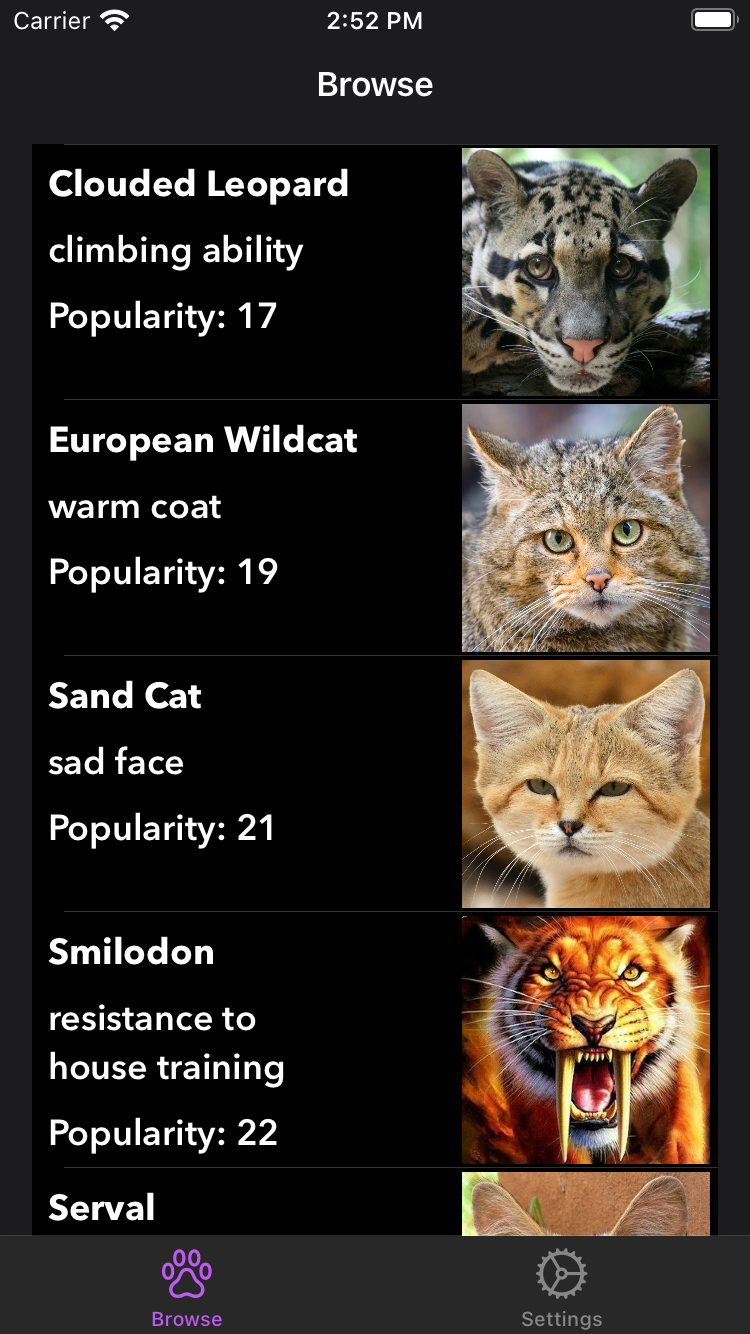 Carrier 2:52 PM
Browse
Clouded Leopard
climbing ability
Popularity: 17
European Wildcat
warm coat
Popularity: 19
Sand Cat
sad face
Popularity: 21
Smilodon
resistance to
house training
Popularity: 22
Serval
Browse Settings